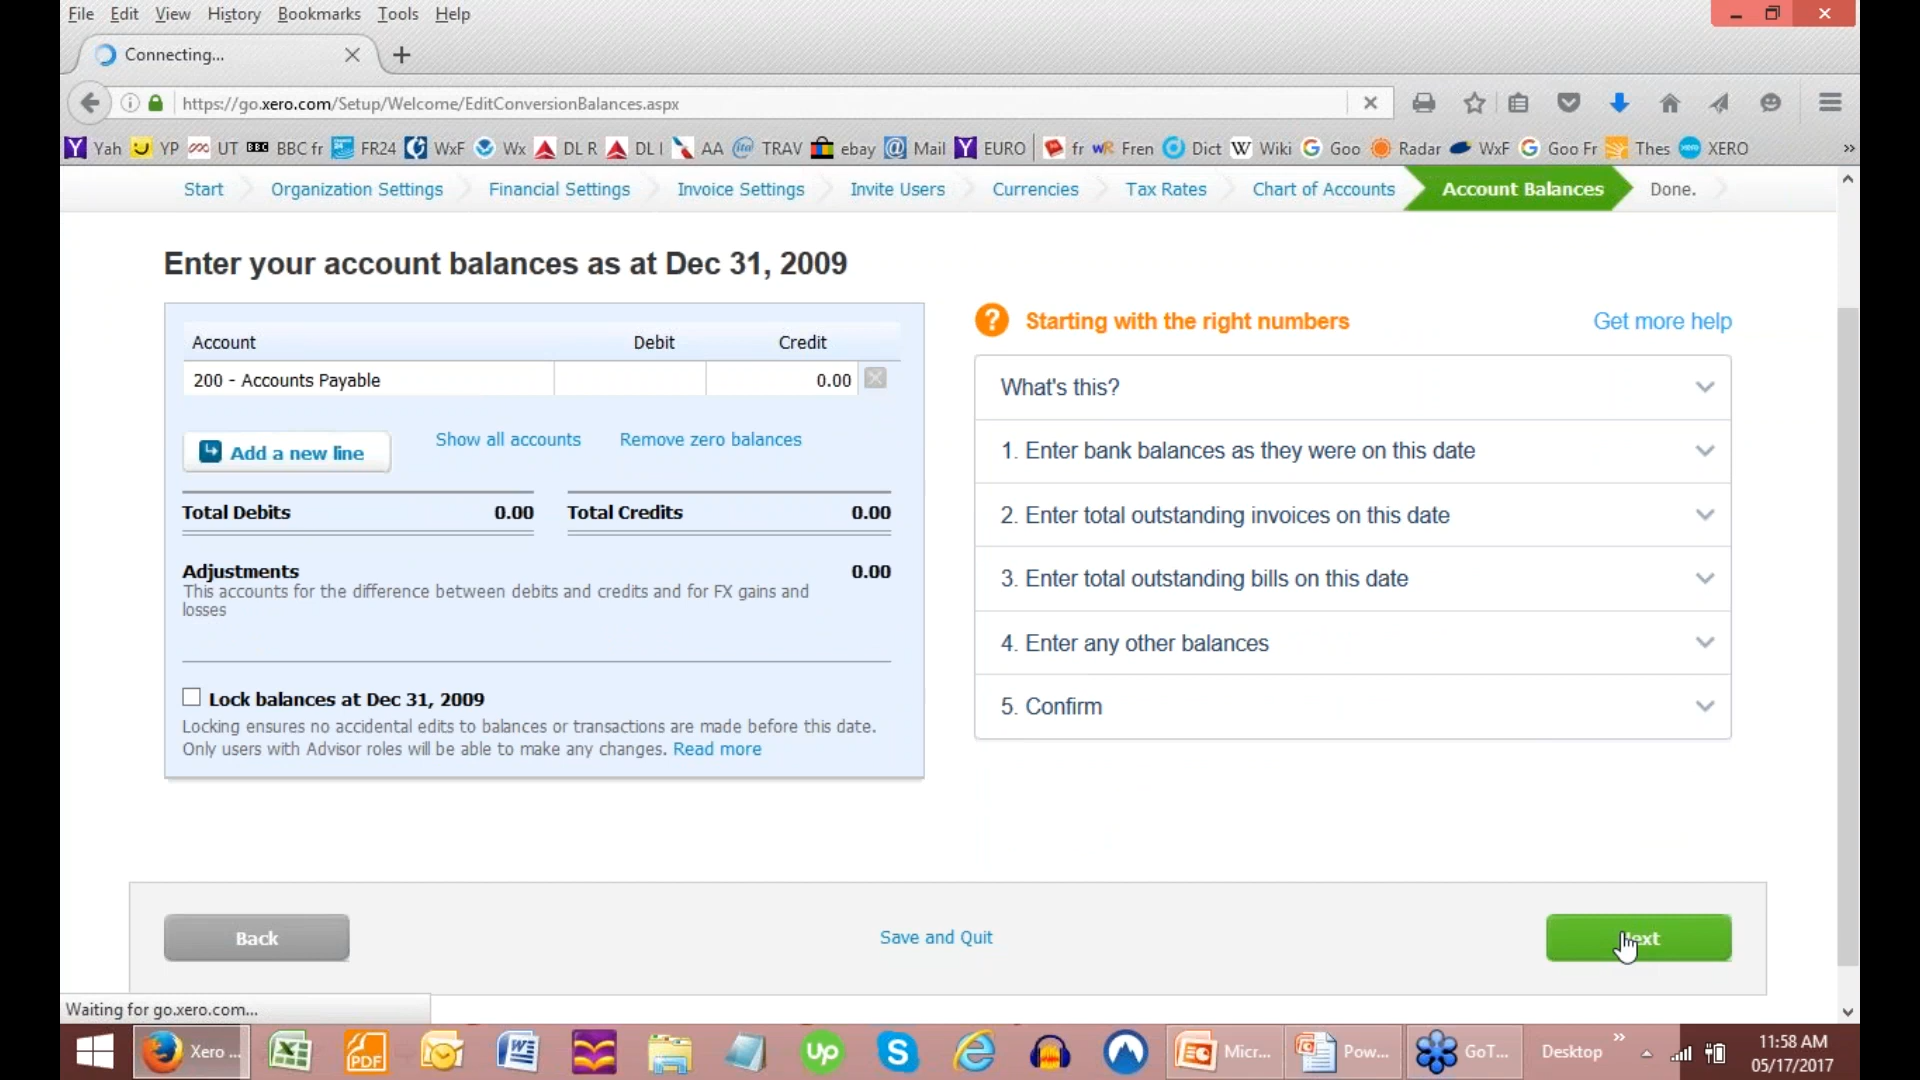 File Edit View History Bookmarks Tools Help
Connecting...
https://go.xero.com/Setup/Welcome/EditConversionBalances.aspx
Yah YP UT BBC BBC fr FR24 WxF Wx DL R DL I AA TRAV ebay Mail EURO fr Fren Dict Wiki Goo Radar WxF Goo Fr Thes XERO
Start Organization Settings Financial Settings Invoice Settings Invite Users Currencies Tax Rates Chart of Accounts Account Balances Done.
Enter your account balances as at Dec 31, 2009
Account Debit Credit
200 - Accounts Payable 0.00
Add a new line Show all accounts Remove zero balances
Total Debits 0.00 Total Credits 0.00
Adjustments 0.00
This accounts for the difference between debits and credits and for FX gains and
losses
Lock balances at Dec 31, 2009
Locking ensures no accidental edits to balances or transactions are made before this date.
Only users with Advisor roles will be able to make any changes. Read more
? Starting with the right numbers Get more help
What's this?
1. Enter bank balances as they were on this date
2. Enter total outstanding invoices on this date
3. Enter total outstanding bills on this date
4. Enter any other balances
5. Confirm
Back Save and Quit Next
Waiting for go.xero.com...
Xero ... PDF Up S Micr... Pow... GoT... Desktop
11:58 AM
05/17/2017